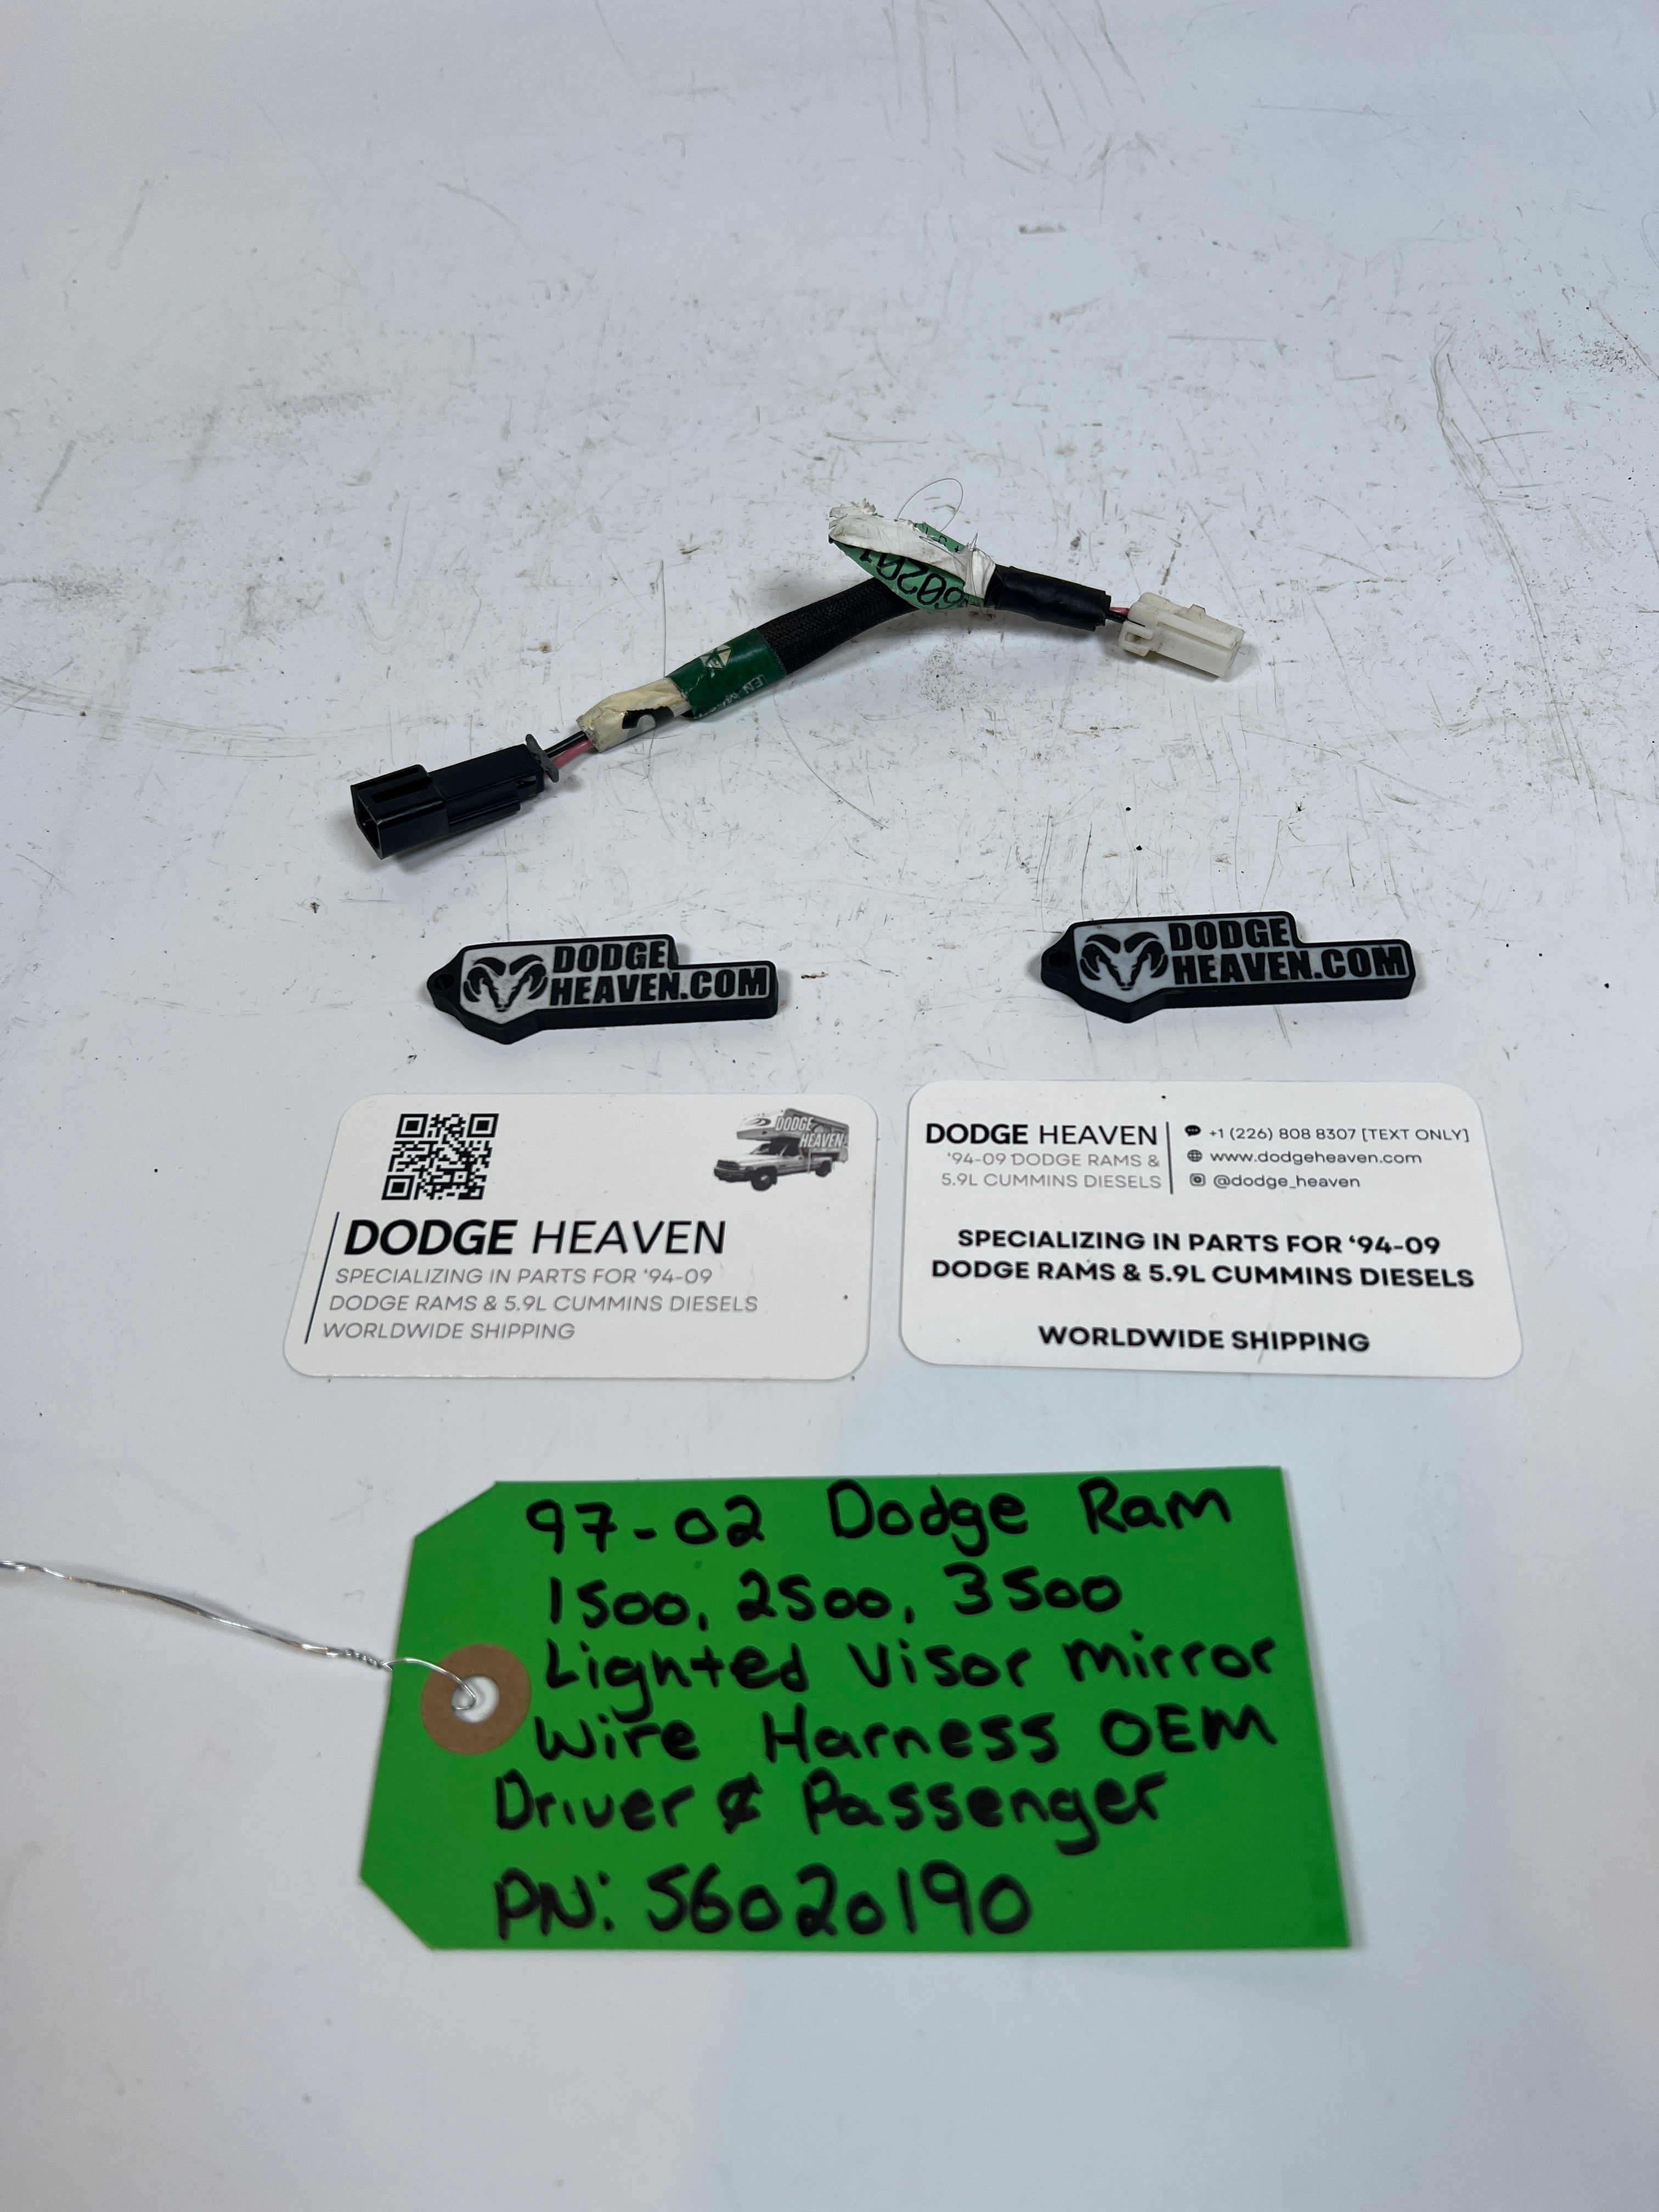 60201
DODGE
HEAVEN.COM
DODGE
HEAVEN.COM
DODGE
HEAVEN
DODGE HEAVEN
SPECIALIZING IN PARTS FOR '94-09
DODGE RAMS & 5.9L CUMMINS DIESELS
WORLDWIDE SHIPPING
DODGE HEAVEN
'94-09 DODGE RAMS &
5.9L CUMMINS DIESELS
+1 (226) 808 8307 [TEXT ONLY]
www.dodgeheaven.com
@dodge_heaven
SPECIALIZING IN PARTS FOR '94-09
DODGE RAMS & 5.9L CUMMINS DIESELS
WORLDWIDE SHIPPING
97-02 Dodge Ram
1500, 2500, 3500
Lighted Visor Mirror
Wire Harness OEM
Driver & Passenger
PN: 56020190